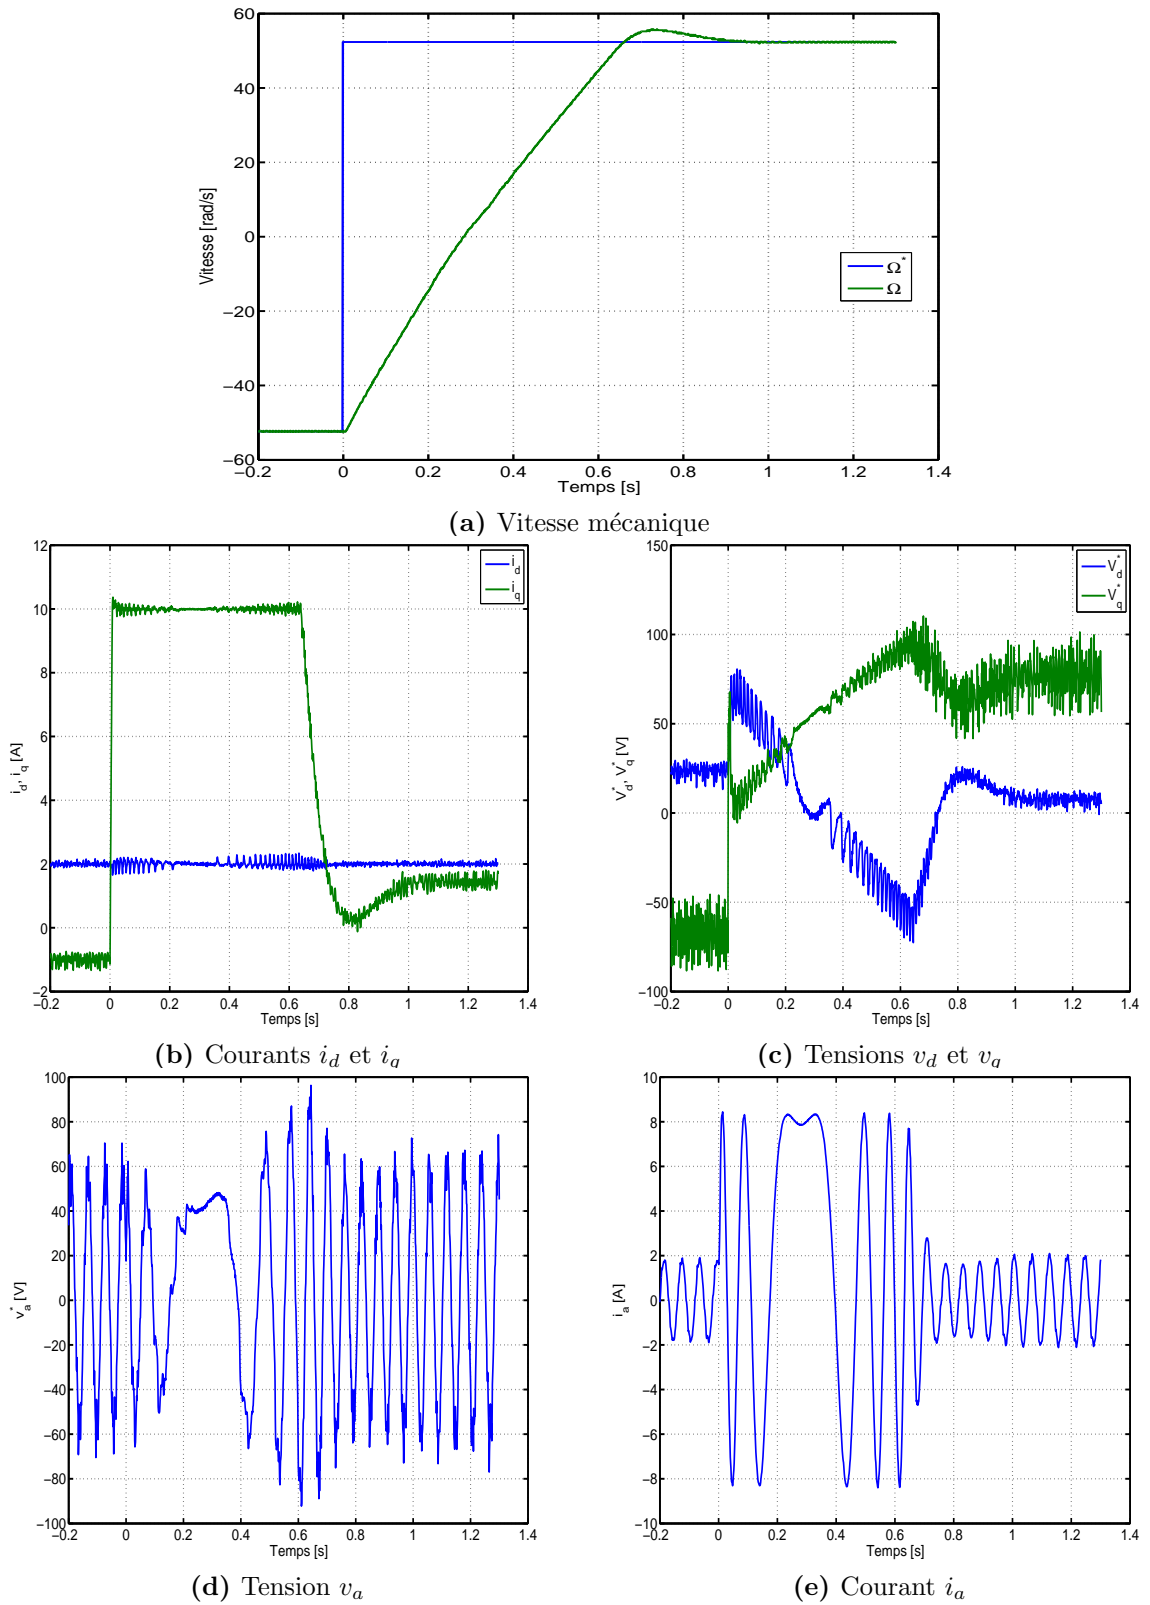 60
40
20
0
−20
−40
−60
−0.2 0 0.2 0.4 0.6 0.8 1 1.2 1.4
Vitesse [rad/s]
Temps [s]
Ω*
Ω
(a) Vitesse mécanique
12
10
8
6
4
2
0
−2
−0.2 0 0.2 0.4 0.6 0.8 1 1.2 1.4
i_d, i_q [A]
Temps [s]
i_d
i_q
(b) Courants i_d et i_q
150
100
50
0
−50
−100
−0.2 0 0.2 0.4 0.6 0.8 1 1.2 1.4
V_d^*, V_q^* [V]
Temps [s]
V_d^*
V_q^*
(c) Tensions v_d et v_q
100
80
60
40
20
0
−20
−40
−60
−80
−100
−0.2 0 0.2 0.4 0.6 0.8 1 1.2 1.4
v_a^* [V]
Temps [s]
(d) Tension v_a
10
8
6
4
2
0
−2
−4
−6
−8
−10
−0.2 0 0.2 0.4 0.6 0.8 1 1.2 1.4
i_a [A]
Temps [s]
(e) Courant i_a